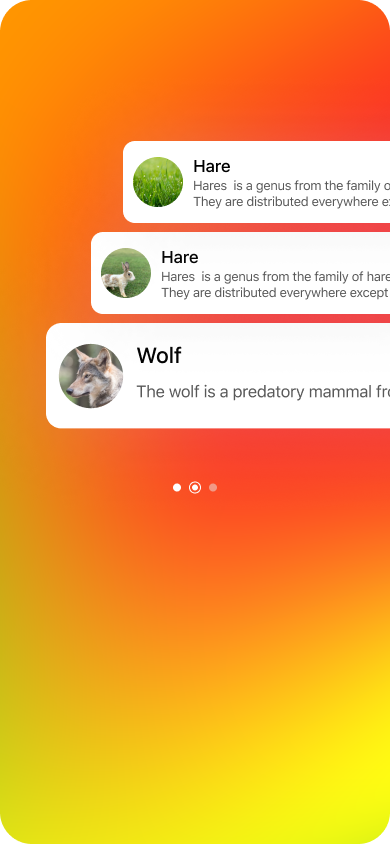 Hare
Hares is a genus from the family o
They are distributed everywhere e
Hare
Hares is a genus from the family of hare
They are distributed everywhere except
Wolf
The wolf is a predatory mammal fr